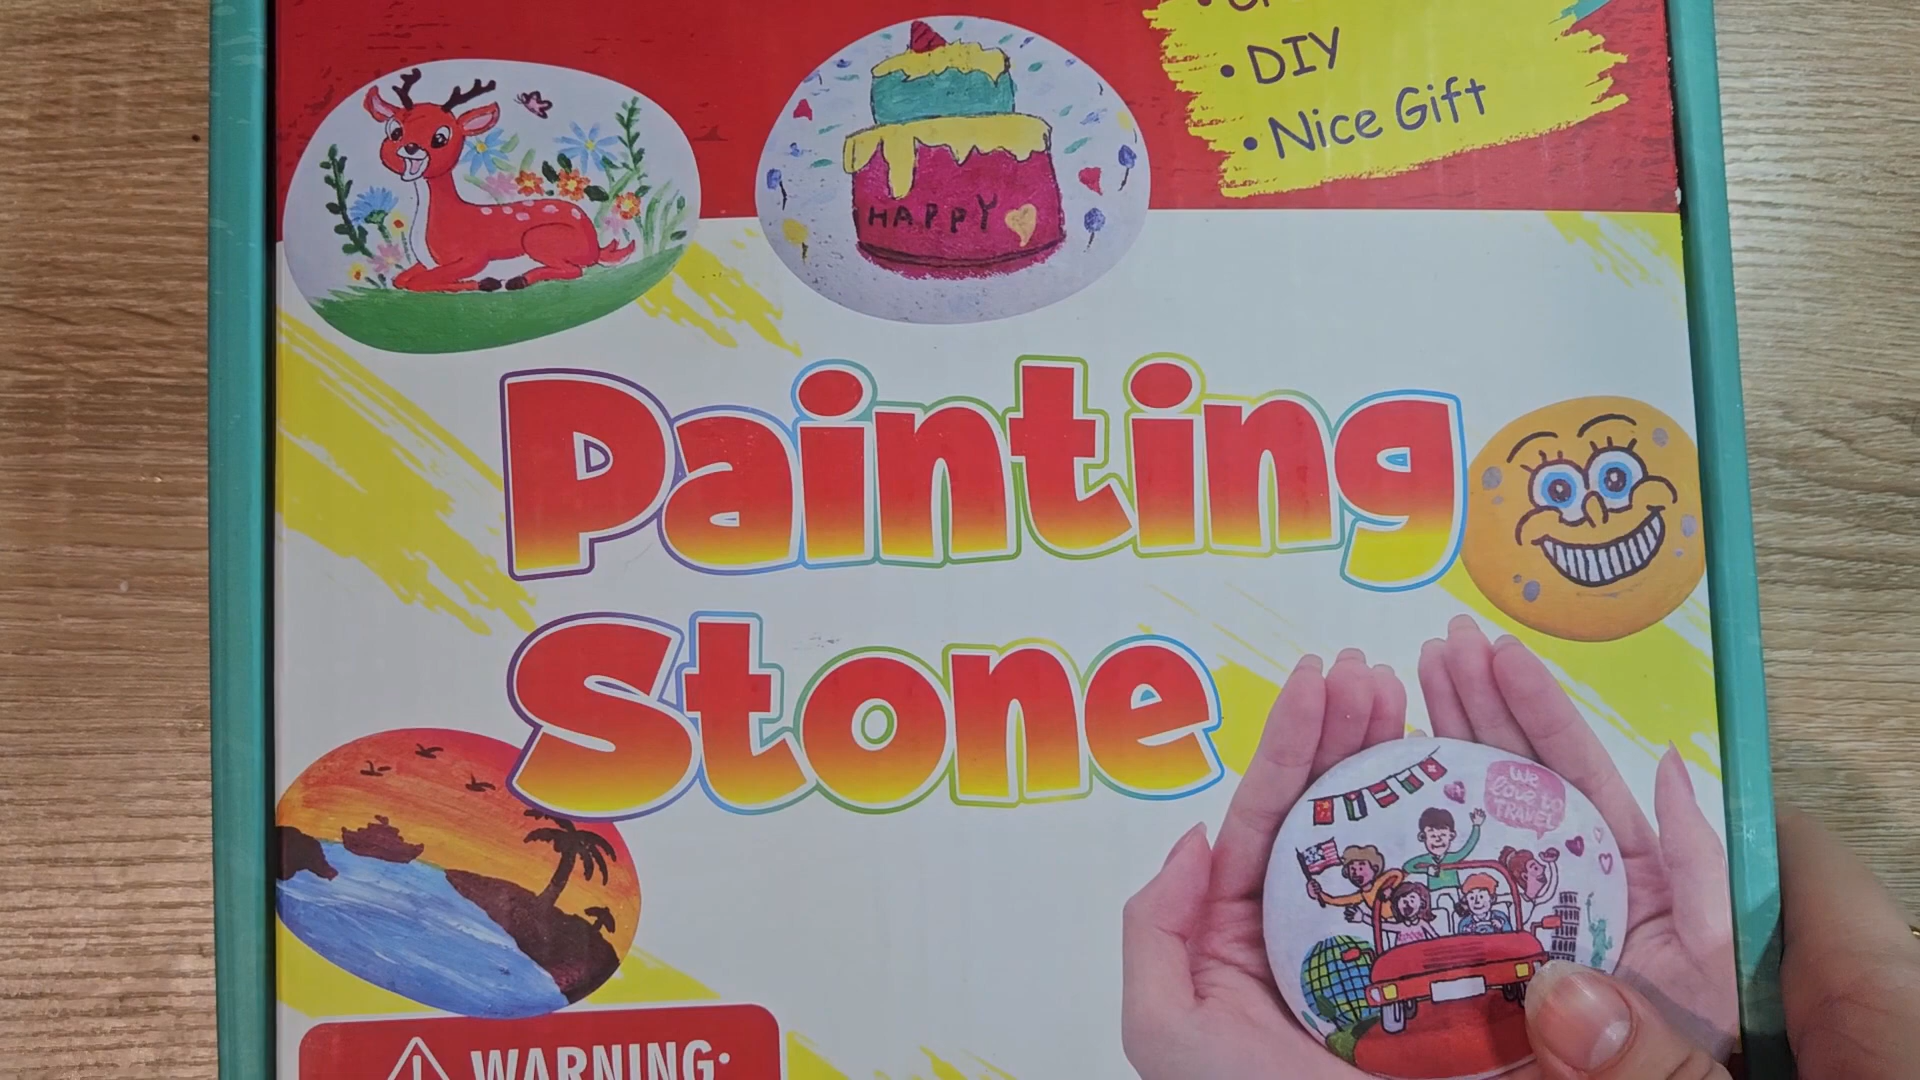 • DIY
• Nice Gift
HAPPY
Painting
Stone
We
love to
TRAVEL
WARNING: